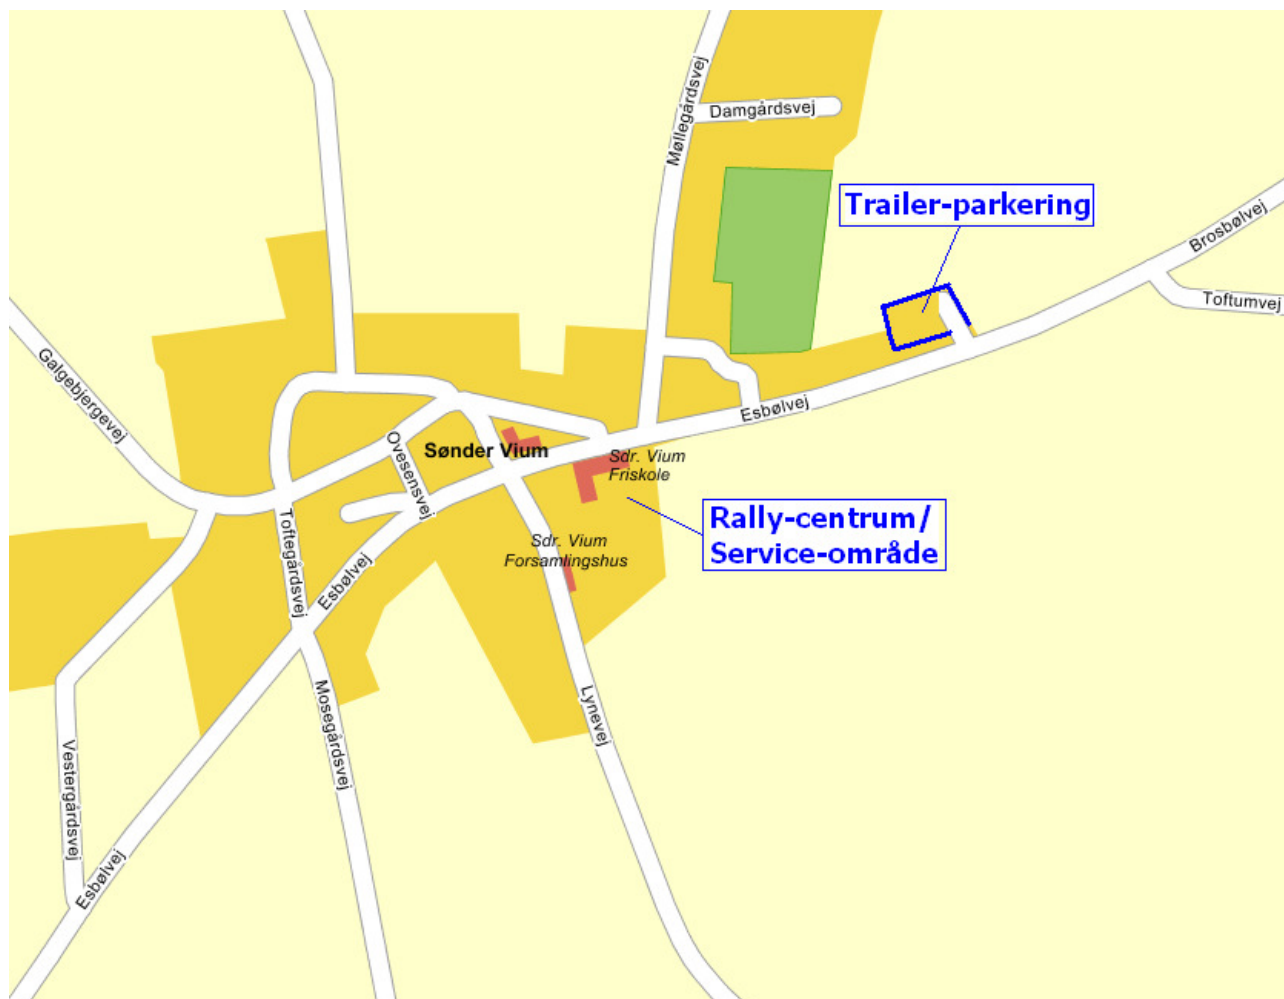 Damgårdsvej
Møllegårdsvej
Trailer-parkering
Brosbølvej
Toftumvej
Galgebjergevej
Esbølvej
Ovesensvej
Sønder Vium
Sdr. Vium
Friskole
Rally-centrum/
Service-område
Sdr. Vium
Forsamlingshus
Toftegårdsvej
Esbølvej
Mosegårdsvej
Lynevej
Vestergårdsvej
Esbølvej